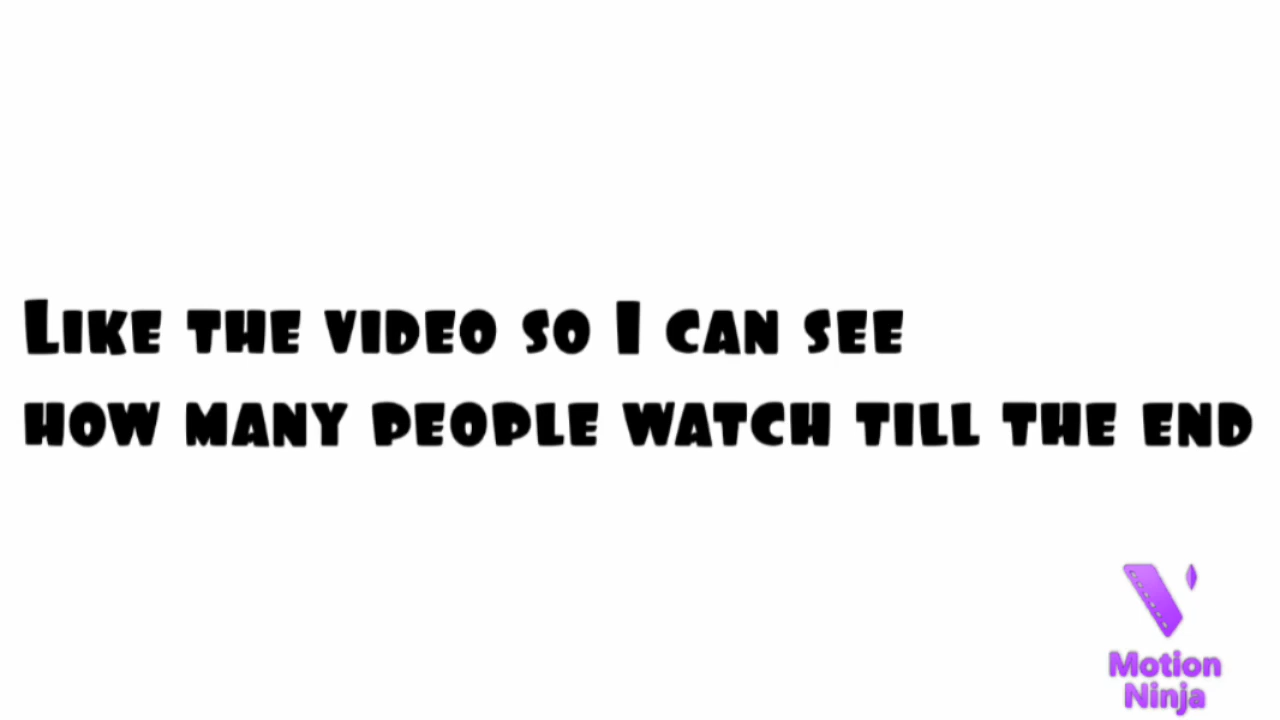 Like the video so I can see
how many people watch till the end
Motion
Ninja